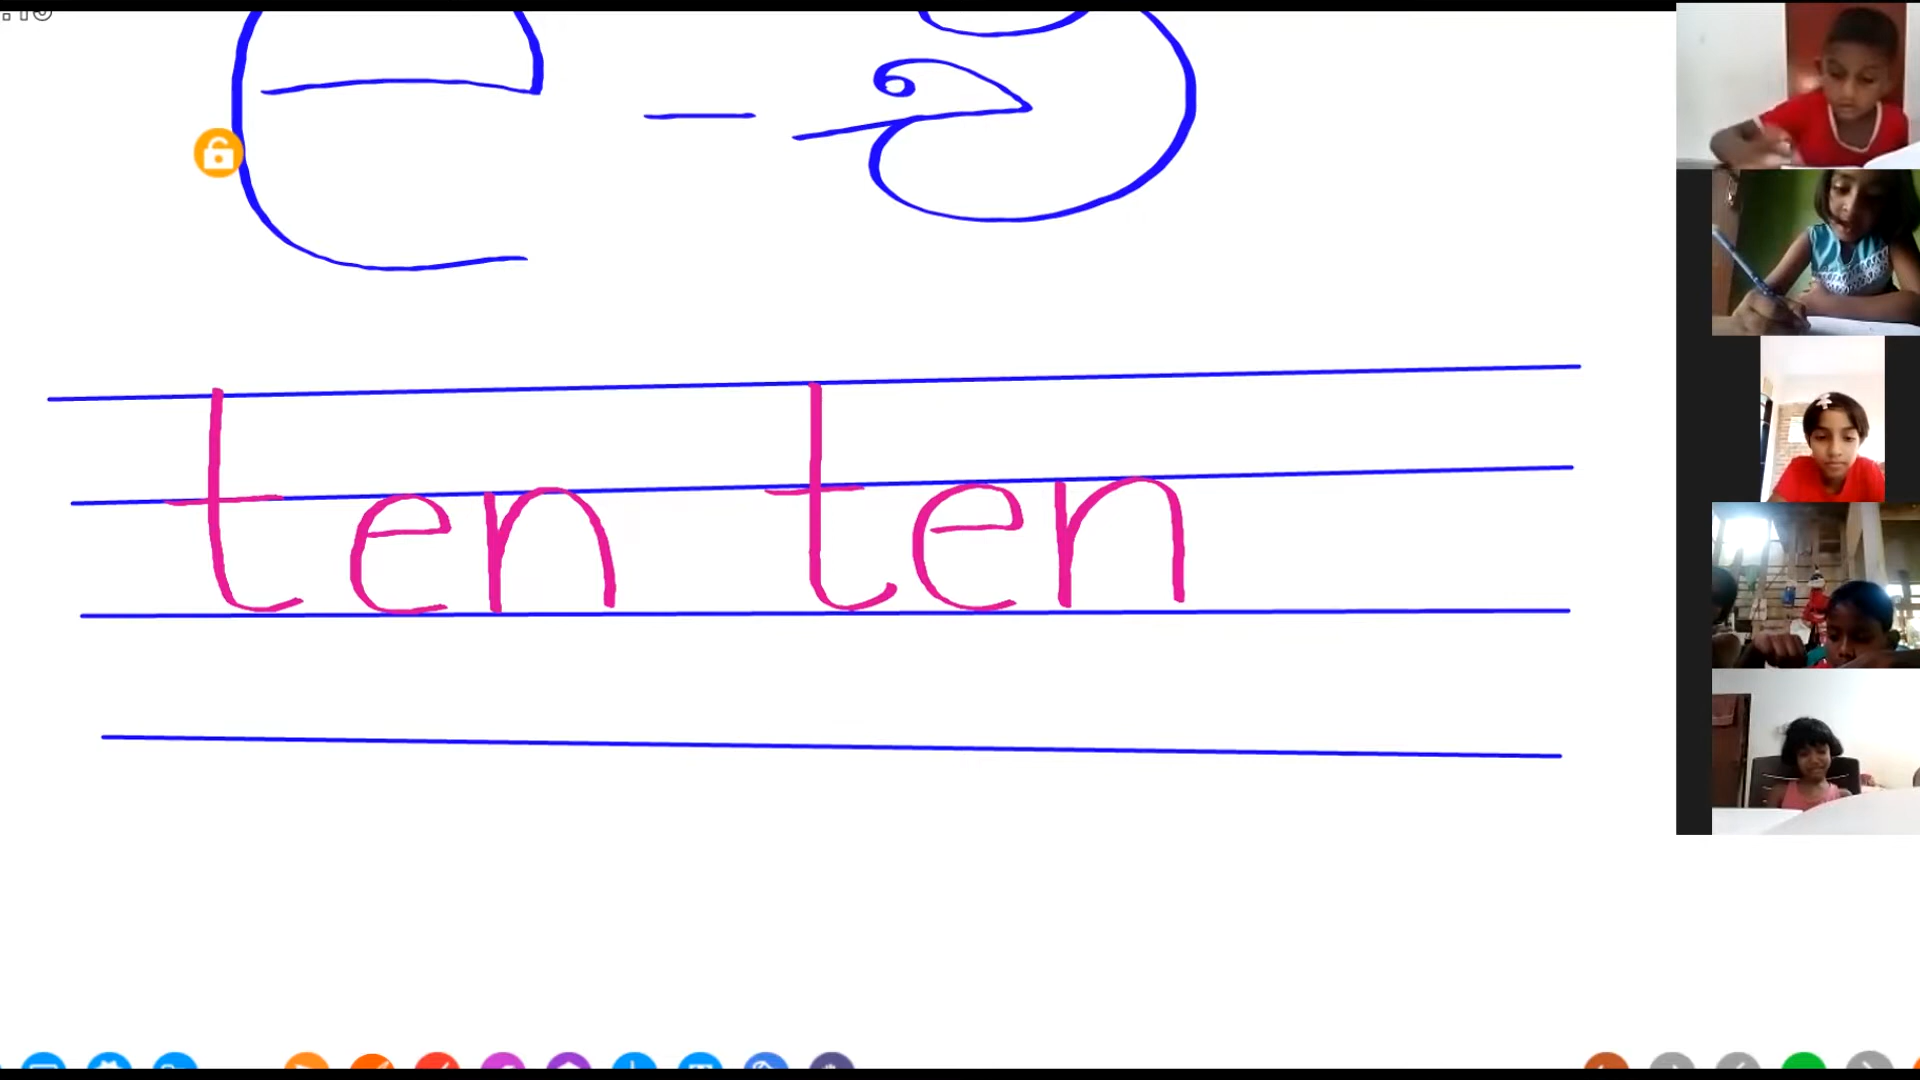 e - එ
ten ten